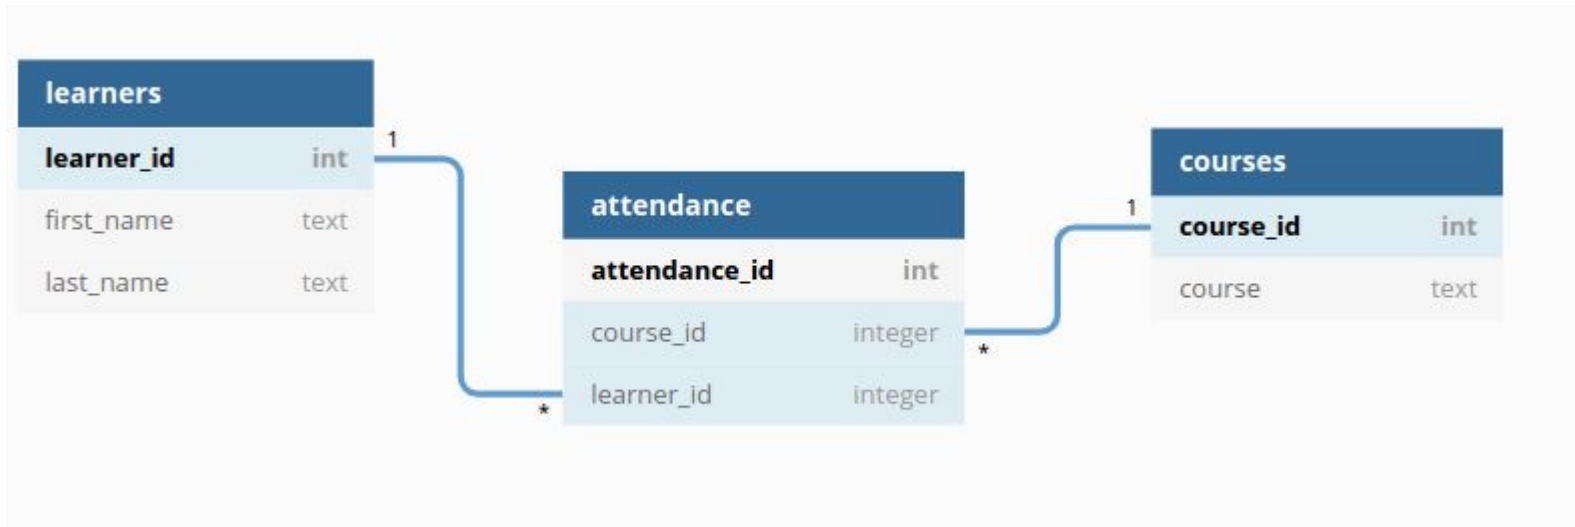 learners
learner_id int
first_name text
last_name text
1
*
attendance
attendance_id int
course_id integer
learner_id integer
*
1
courses
course_id int
course text